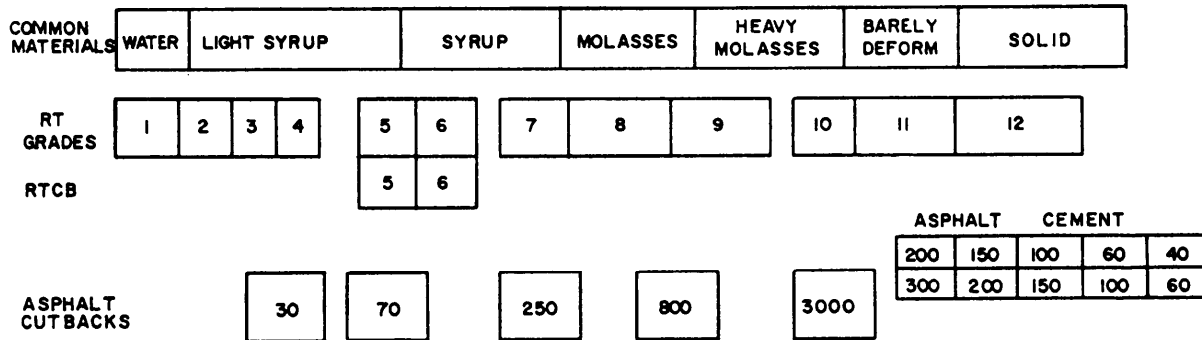 COMMON MATERIALS WATER LIGHT SYRUP SYRUP MOLASSES HEAVY MOLASSES BARELY DEFORM SOLID
RT GRADES 1 2 3 4 5 6 7 8 9 10 11 12
RTCB 5 6
ASPHALT CEMENT
200 150 100 60 40
300 200 150 100 60
ASPHALT CUTBACKS 30 70 250 800 3000